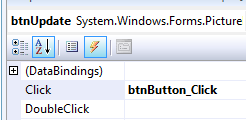 btnUpdate System.Windows.Forms.Picture
(DataBindings)
Click btnButton_Click
DoubleClick